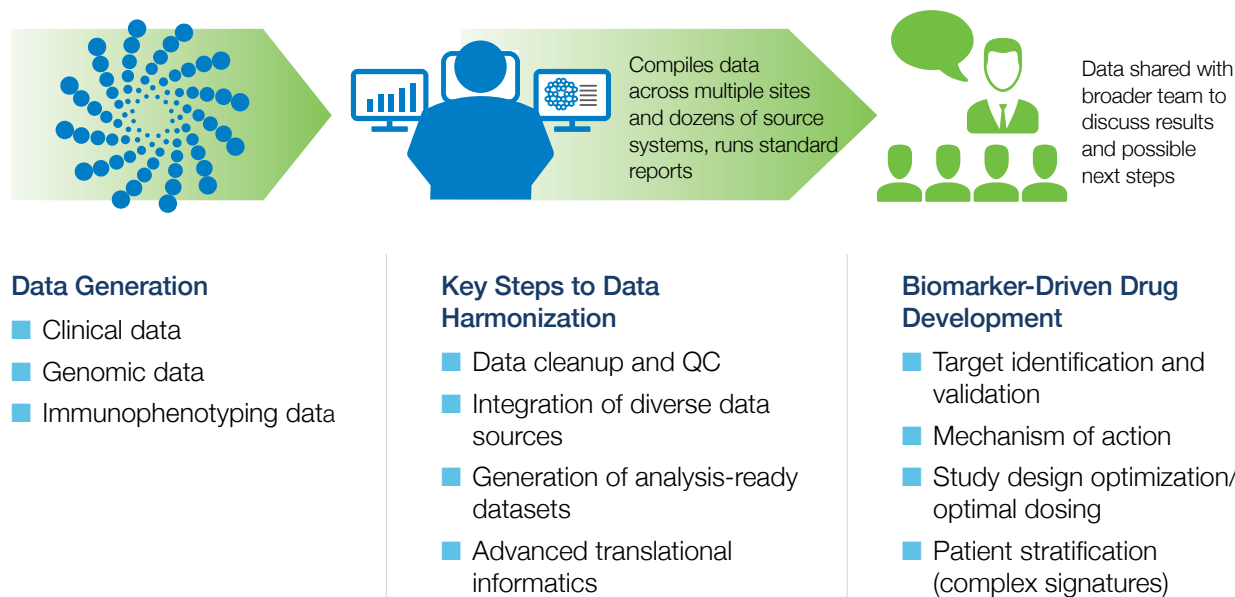 Compiles data
across multiple sites
and dozens of source
systems, runs standard
reports
Data shared with
broader team to
discuss results
and possible
next steps
Data Generation
Clinical data
Genomic data
Immunophenotyping data
Key Steps to Data
Harmonization
Data cleanup and QC
Integration of diverse data
sources
Generation of analysis-ready
datasets
Advanced translational
informatics
Biomarker-Driven Drug
Development
Target identification and
validation
Mechanism of action
Study design optimization/
optimal dosing
Patient stratification
(complex signatures)